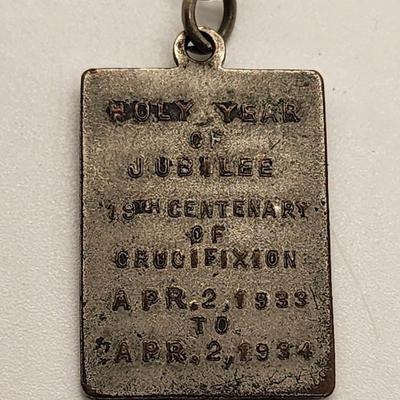 HOLY YEAR
OF
JUBILEE
19TH CENTENARY
OF
CRUCIFIXION
APR. 2, 1933
TO
APR. 2, 1934